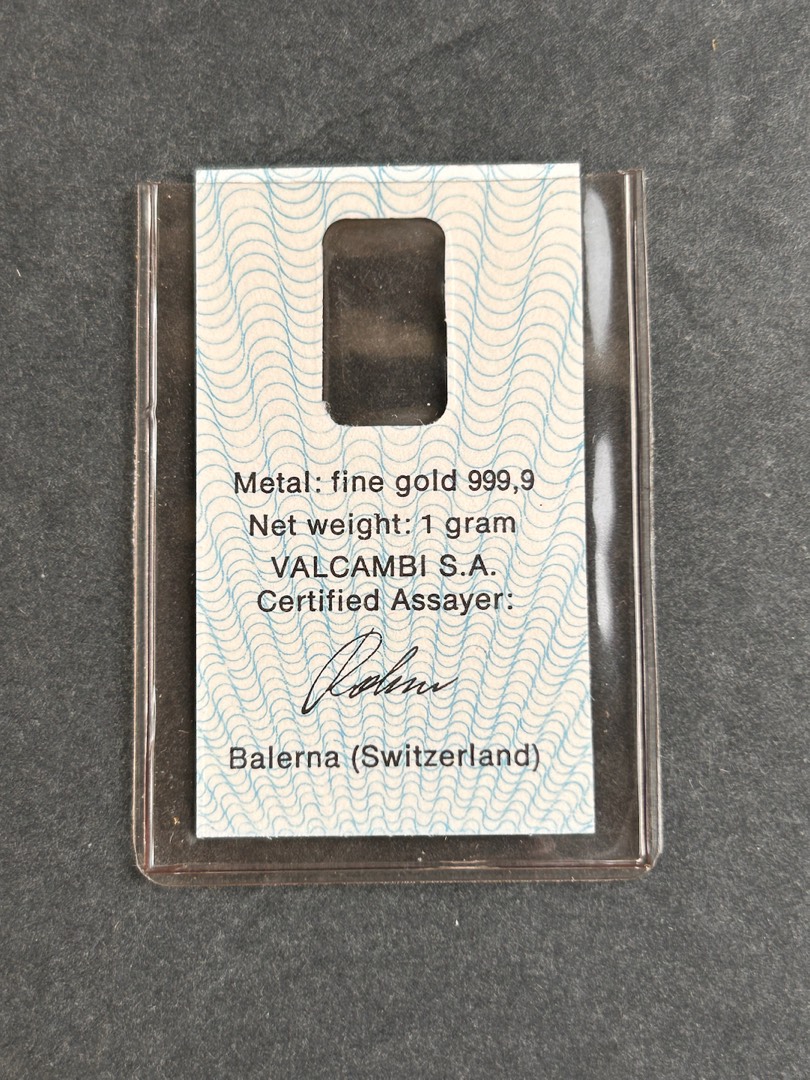 Metal: fine gold 999,9
Net weight: 1 gram
VALCAMBI S.A.
Certified Assayer:
Balerna (Switzerland)